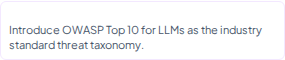 Introduce OWASP Top 10 for LLMs as the industry
standard threat taxonomy.